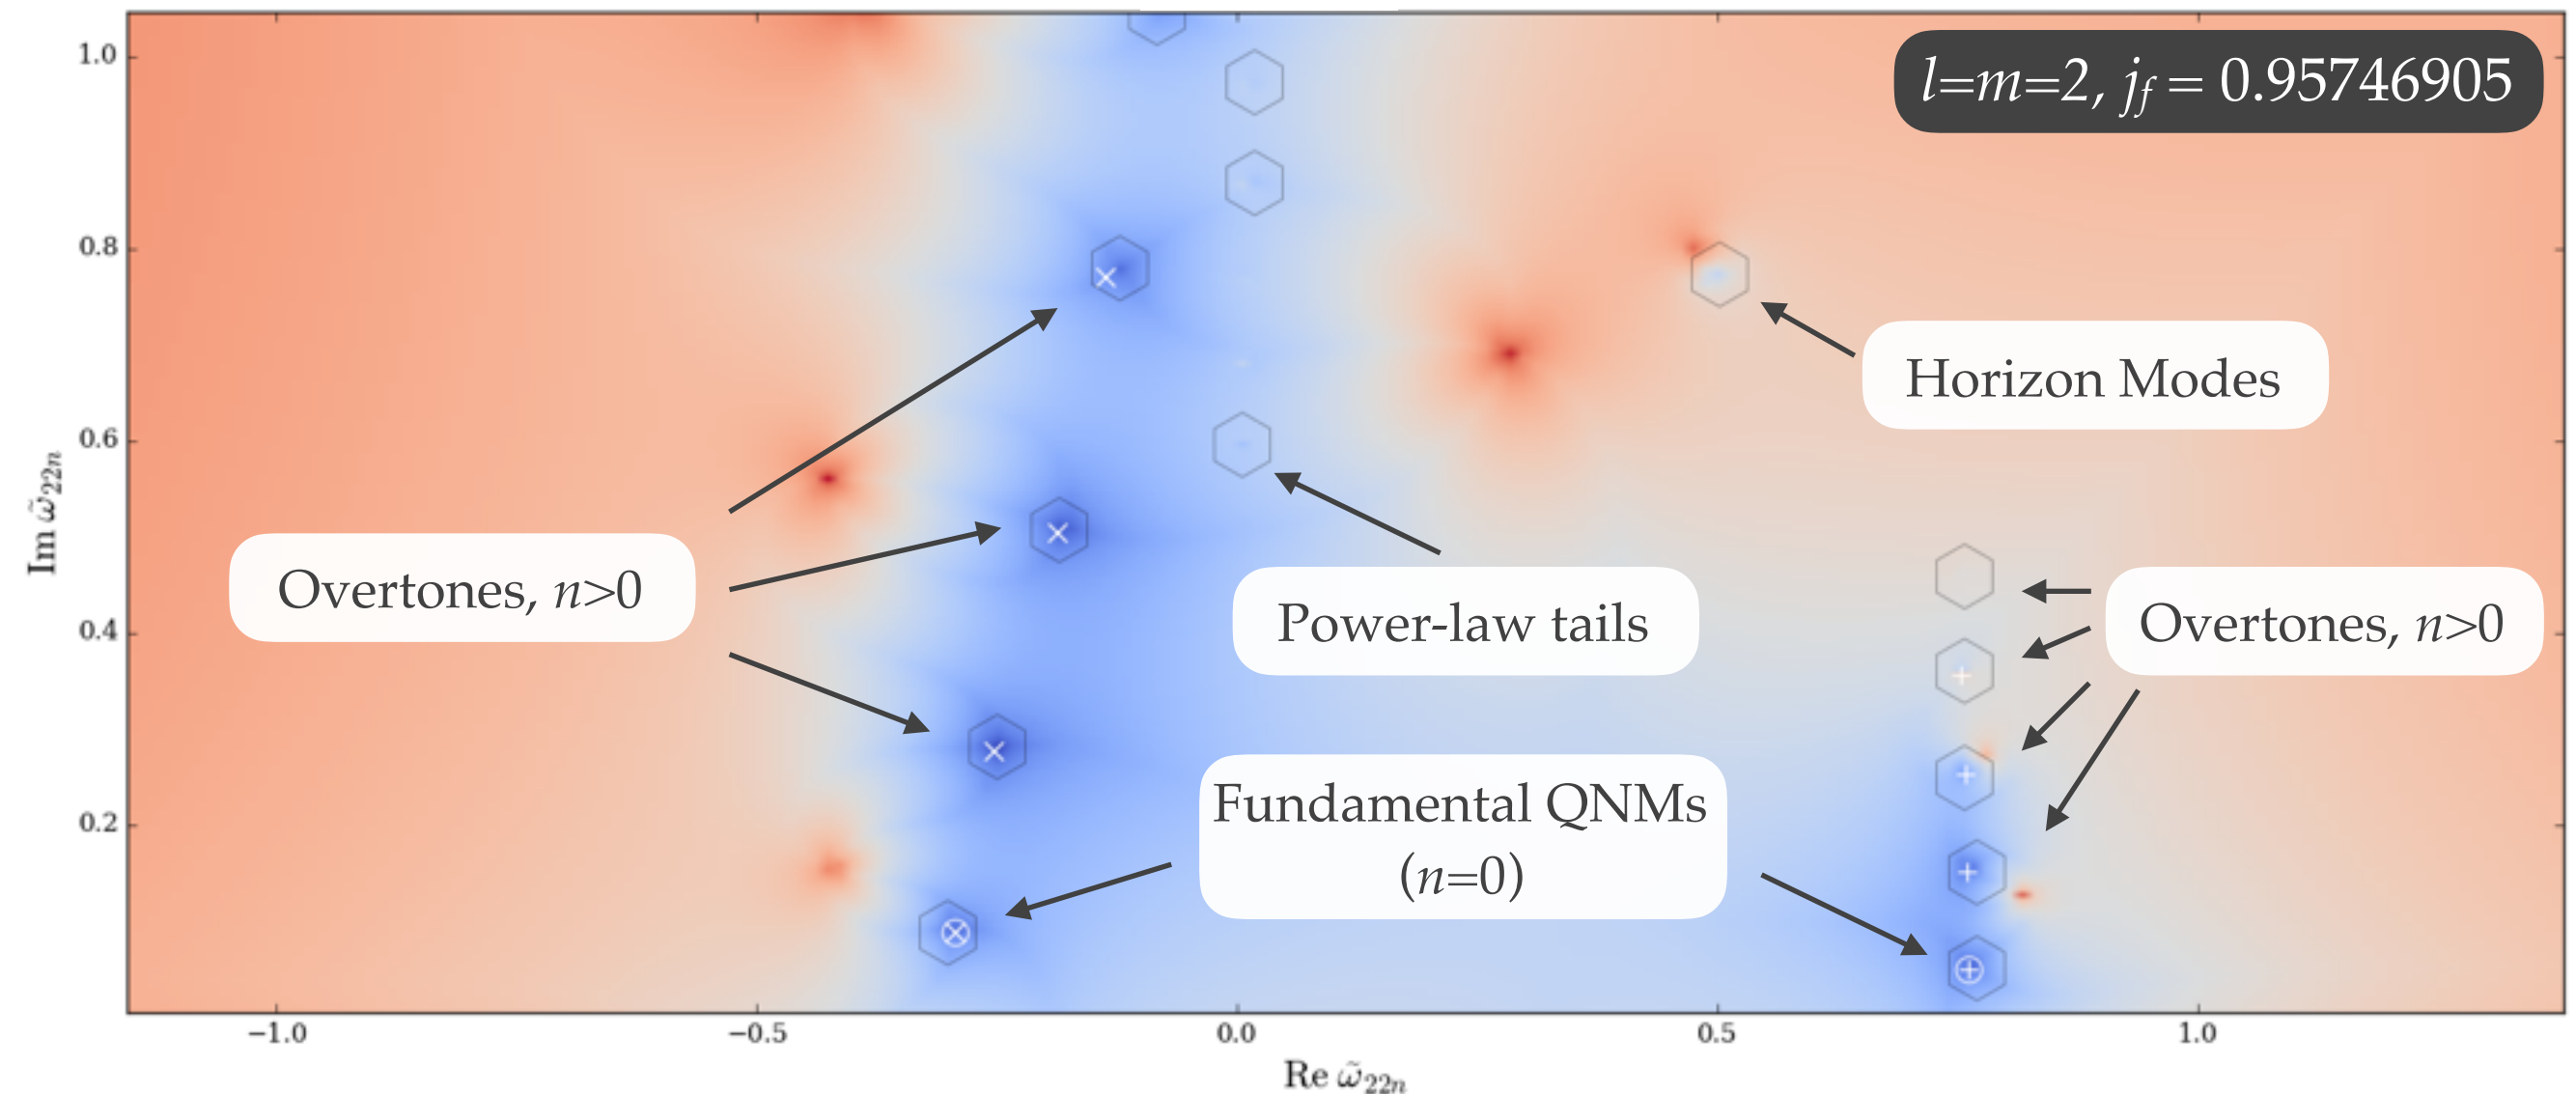 l=m=2, j_f = 0.95746905
1.0
0.8
0.6
0.4
0.2
Im ω̃_22n
Horizon Modes
Overtones, n>0
Power-law tails
Overtones, n>0
Fundamental QNMs
(n=0)
−1.0
−0.5
0.0
0.5
1.0
Re ω̃_22n